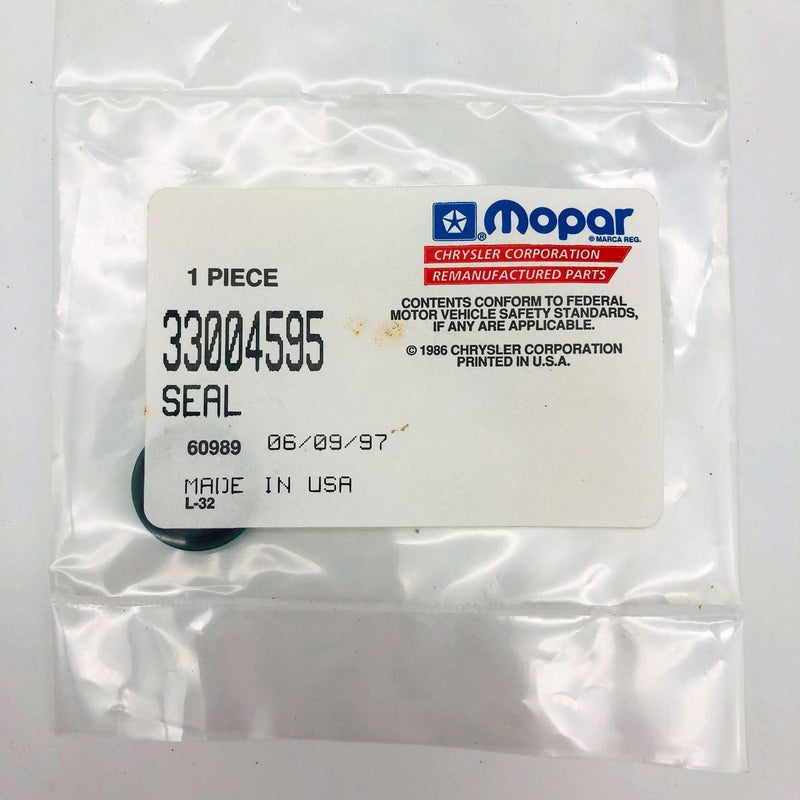 Mopar
®
® MARCA REG.
CHRYSLER CORPORATION
REMANUFACTURED PARTS
1 PIECE
CONTENTS CONFORM TO FEDERAL
MOTOR VEHICLE SAFETY STANDARDS,
IF ANY ARE APPLICABLE.
33004595
© 1986 CHRYSLER CORPORATION
PRINTED IN U.S.A.
SEAL
60989 06/09/97
MADE IN USA
L-32